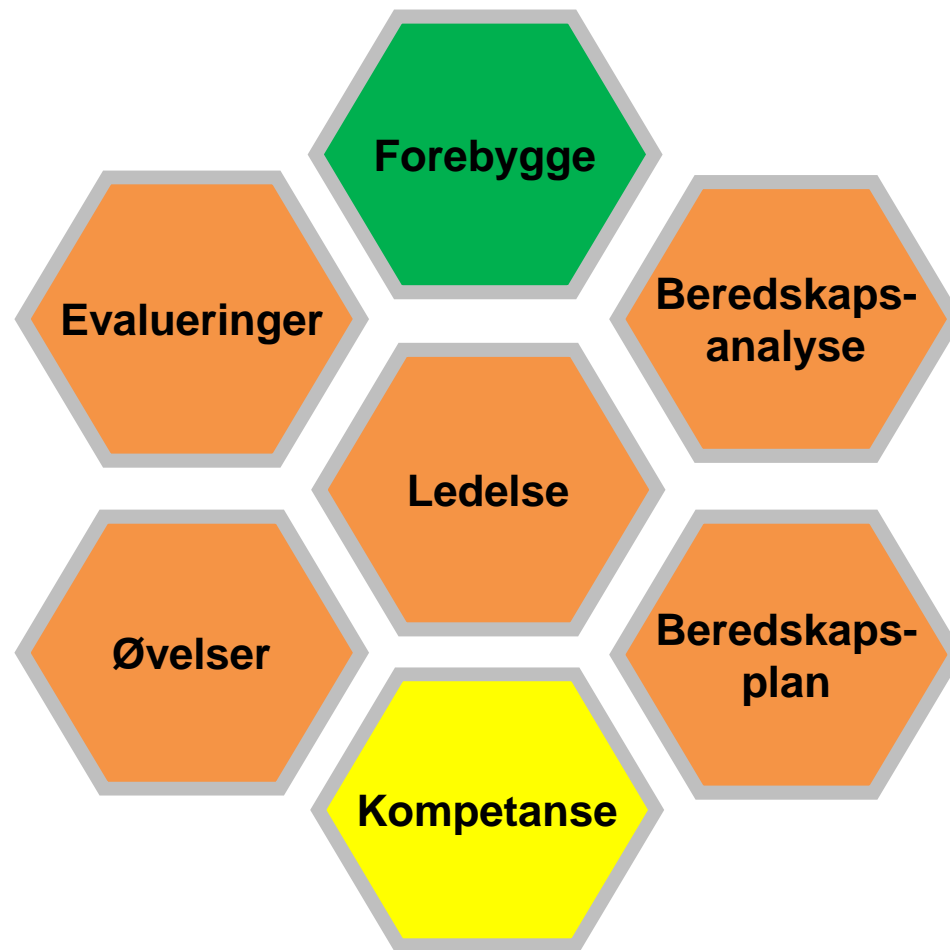 Forebygge
Evalueringer
Beredskaps-
analyse
Ledelse
Øvelser
Beredskaps-
plan
Kompetanse